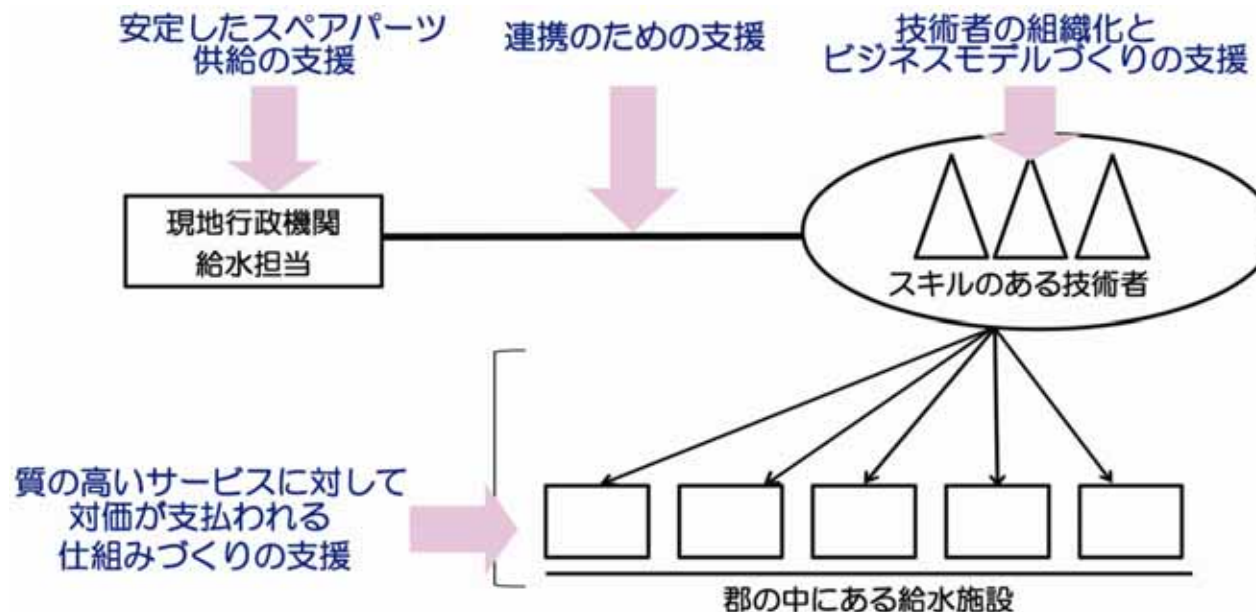 安定したスペアパーツ
供給の支援
連携のための支援
技術者の組織化と
ビジネスモデルづくりの支援
現地行政機関
給水担当
スキルのある技術者
質の高いサービスに対して
対価が支払われる
仕組みづくりの支援
郡の中にある給水施設